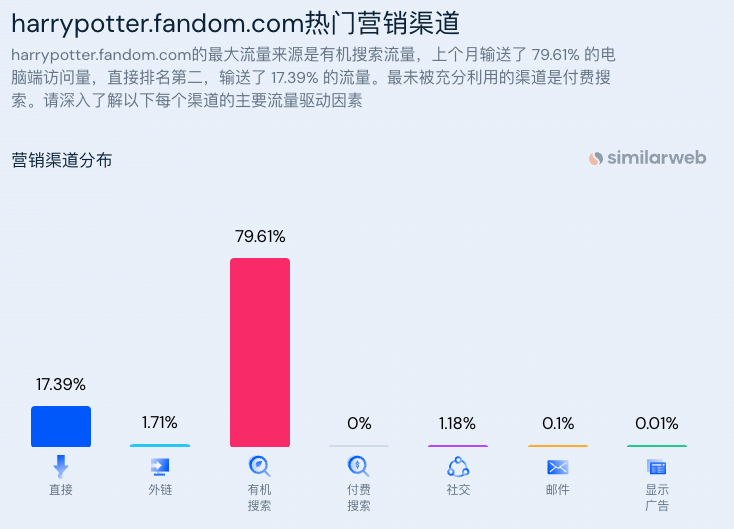 harrypotter.fandom.com热门营销渠道
harrypotter.fandom.com的最大流量来源是有机搜索流量，上个月输送了 79.61% 的电
脑端访问量，直接排名第二，输送了 17.39% 的流量。最未被充分利用的渠道是付费搜
索。请深入了解以下每个渠道的主要流量驱动因素
营销渠道分布
similarweb
79.61%
17.39%
1.71%
0%
1.18%
0.1%
0.01%
直接
外链
有机
搜索
付费
搜索
社交
邮件
显示
广告